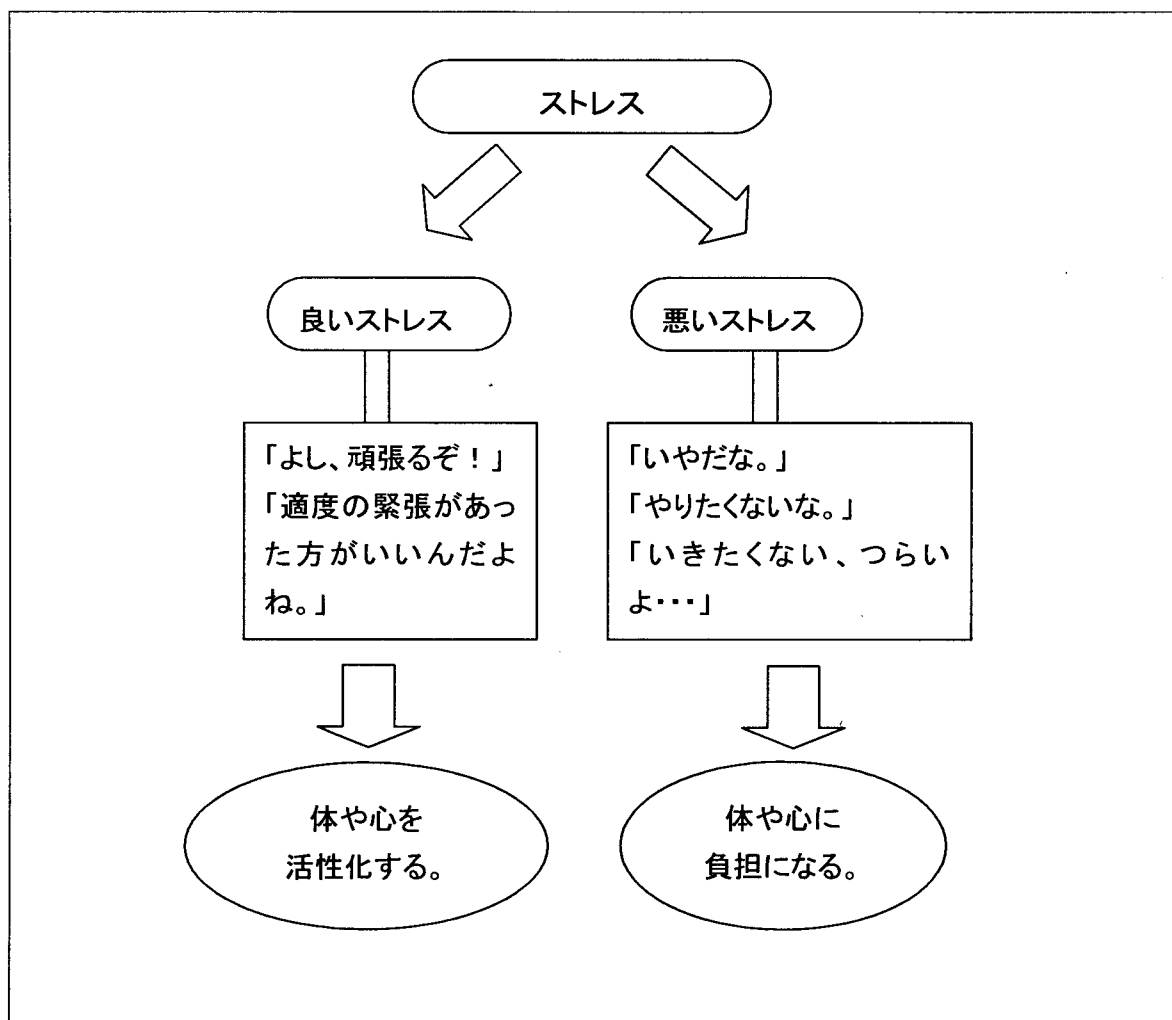 ストレス
良いストレス
悪いストレス
「よし、頑張るぞ！」
「適度の緊張があっ
た方がいいんだよ
ね。」
「いやだな。」
「やりたくないな。」
「いきたくない、つらい
よ・・・」
体や心を
活性化する。
体や心に
負担になる。